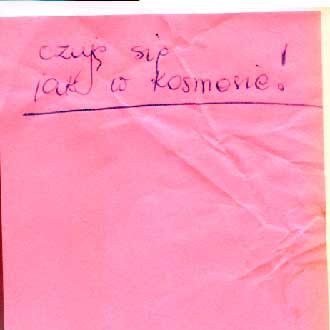 czuję się
jak w kosmosie!